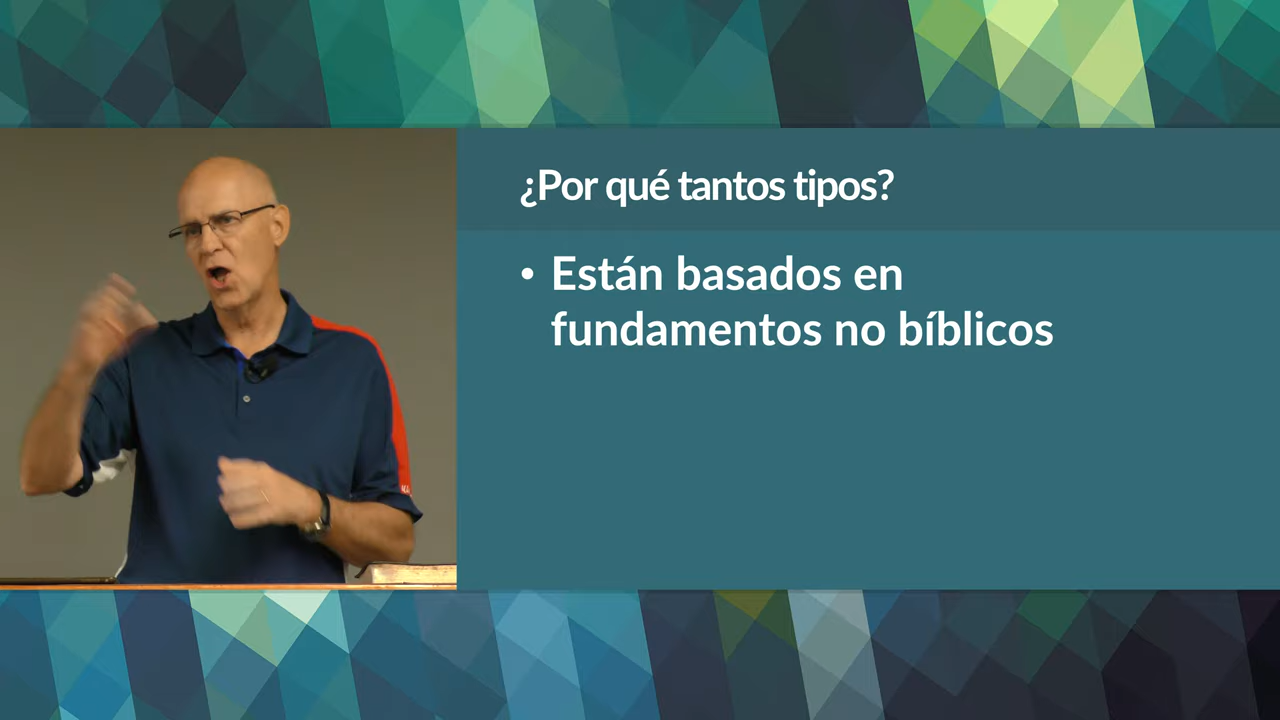 ¿Por qué tantos tipos?
• Están basados en
fundamentos no bíblicos